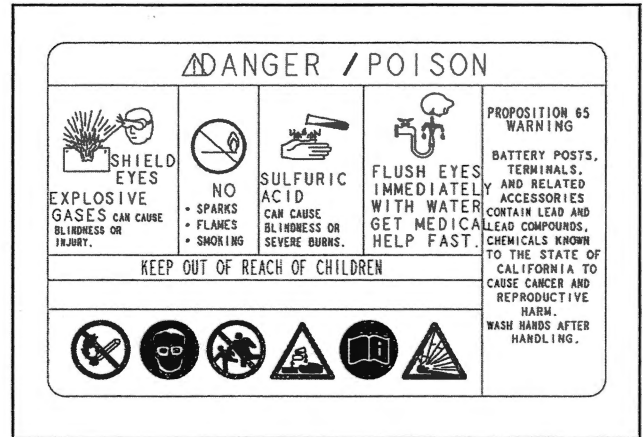 ⚠DANGER / POISON
SHIELD
EYES
EXPLOSIVE
GASES CAN CAUSE
BLINDNESS OR
INJURY.
NO
• SPARKS
• FLAMES
• SMOKING
SULFURIC
ACID
CAN CAUSE
BLINDNESS OR
SEVERE BURNS.
FLUSH EYES
IMMEDIATELY
WITH WATER
GET MEDICAL
HELP FAST.
PROPOSITION 65
WARNING
BATTERY POSTS,
TERMINALS,
AND RELATED
ACCESSORIES
CONTAIN LEAD AND
LEAD COMPOUNDS,
CHEMICALS KNOWN
TO THE STATE OF
CALIFORNIA TO
CAUSE CANCER AND
REPRODUCTIVE
HARM.
WASH HANDS AFTER
HANDLING.
KEEP OUT OF REACH OF CHILDREN